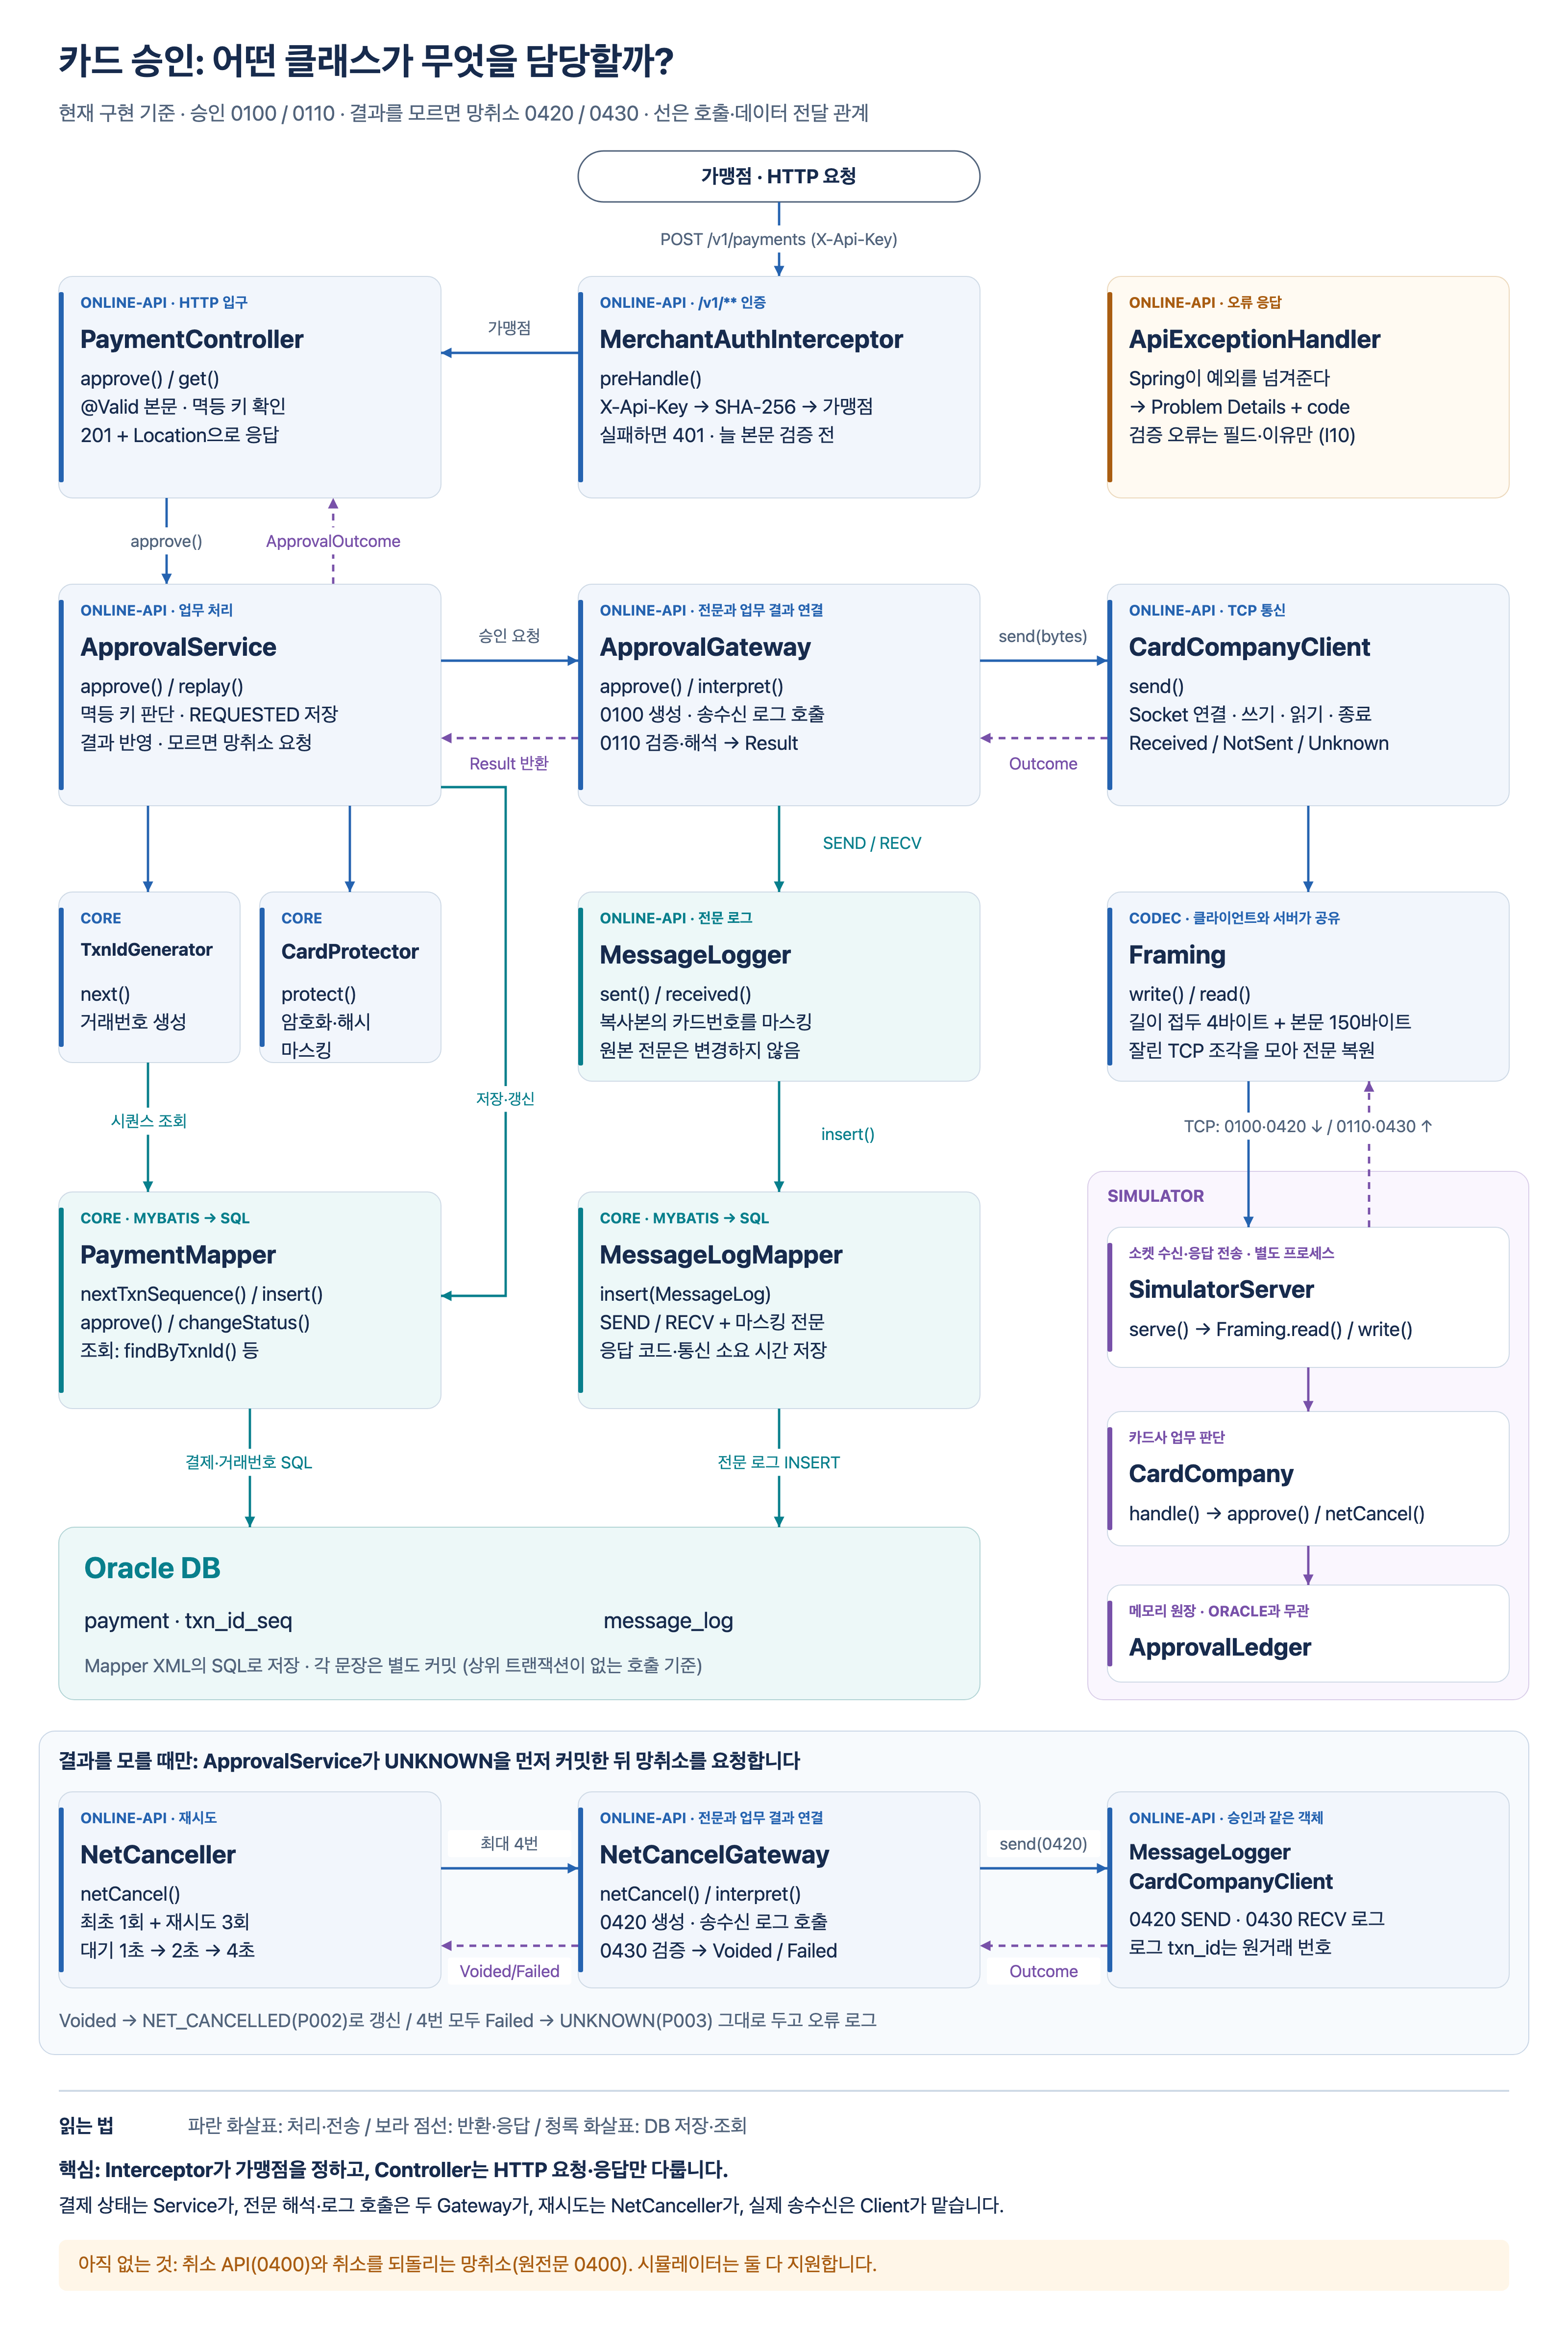 카드 승인: 어떤 클래스가 무엇을 담당할까?
현재 구현 기준 · 승인 0100 / 0110 · 결과를 모르면 망취소 0420 / 0430 · 선은 호출·데이터 전달 관계
가맹점 · HTTP 요청
POST /v1/payments (X-Api-Key)
ONLINE-API · HTTP 입구
PaymentController
approve() / get()
@Valid 본문 · 멱등 키 확인
201 + Location으로 응답
가맹점
ONLINE-API · /v1/** 인증
MerchantAuthInterceptor
preHandle()
X-Api-Key → SHA-256 → 가맹점
실패하면 401 · 늘 본문 검증 전
ONLINE-API · 오류 응답
ApiExceptionHandler
Spring이 예외를 넘겨준다
→ Problem Details + code
검증 오류는 필드·이유만 (I10)
approve()
ApprovalOutcome
ONLINE-API · 업무 처리
ApprovalService
approve() / replay()
멱등 키 판단 · REQUESTED 저장
결과 반영 · 모르면 망취소 요청
승인 요청
Result 반환
ONLINE-API · 전문과 업무 결과 연결
ApprovalGateway
approve() / interpret()
0100 생성 · 송수신 로그 호출
0110 검증·해석 → Result
send(bytes)
Outcome
ONLINE-API · TCP 통신
CardCompanyClient
send()
Socket 연결 · 쓰기 · 읽기 · 종료
Received / NotSent / Unknown
SEND / RECV
CORE
TxnIdGenerator
next()
거래번호 생성
CORE
CardProtector
protect()
암호화·해시
마스킹
저장·갱신
ONLINE-API · 전문 로그
MessageLogger
sent() / received()
복사본의 카드번호를 마스킹
원본 전문은 변경하지 않음
CODEC · 클라이언트와 서버가 공유
Framing
write() / read()
길이 접두 4바이트 + 본문 150바이트
잘린 TCP 조각을 모아 전문 복원
시퀀스 조회
insert()
TCP: 0100·0420 ↓ / 0110·0430 ↑
CORE · MYBATIS → SQL
PaymentMapper
nextTxnSequence() / insert()
approve() / changeStatus()
조회: findByTxnId() 등
CORE · MYBATIS → SQL
MessageLogMapper
insert(MessageLog)
SEND / RECV + 마스킹 전문
응답 코드·통신 소요 시간 저장
SIMULATOR
소켓 수신·응답 전송 · 별도 프로세스
SimulatorServer
serve() → Framing.read() / write()
카드사 업무 판단
CardCompany
handle() → approve() / netCancel()
메모리 원장 · ORACLE과 무관
ApprovalLedger
결제·거래번호 SQL
전문 로그 INSERT
Oracle DB
payment · txn_id_seq
message_log
Mapper XML의 SQL로 저장 · 각 문장은 별도 커밋 (상위 트랜잭션이 없는 호출 기준)
결과를 모를 때만: ApprovalService가 UNKNOWN을 먼저 커밋한 뒤 망취소를 요청합니다
ONLINE-API · 재시도
NetCanceller
netCancel()
최초 1회 + 재시도 3회
대기 1초 → 2초 → 4초
최대 4번
Voided/Failed
ONLINE-API · 전문과 업무 결과 연결
NetCancelGateway
netCancel() / interpret()
0420 생성 · 송수신 로그 호출
0430 검증 → Voided / Failed
send(0420)
Outcome
ONLINE-API · 승인과 같은 객체
MessageLogger
CardCompanyClient
0420 SEND · 0430 RECV 로그
로그 txn_id는 원거래 번호
Voided → NET_CANCELLED(P002)로 갱신 / 4번 모두 Failed → UNKNOWN(P003) 그대로 두고 오류 로그
읽는 법
파란 화살표: 처리·전송 / 보라 점선: 반환·응답 / 청록 화살표: DB 저장·조회
핵심: Interceptor가 가맹점을 정하고, Controller는 HTTP 요청·응답만 다룹니다.
결제 상태는 Service가, 전문 해석·로그 호출은 두 Gateway가, 재시도는 NetCanceller가, 실제 송수신은 Client가 맡습니다.
아직 없는 것: 취소 API(0400)와 취소를 되돌리는 망취소(원전문 0400). 시뮬레이터는 둘 다 지원합니다.